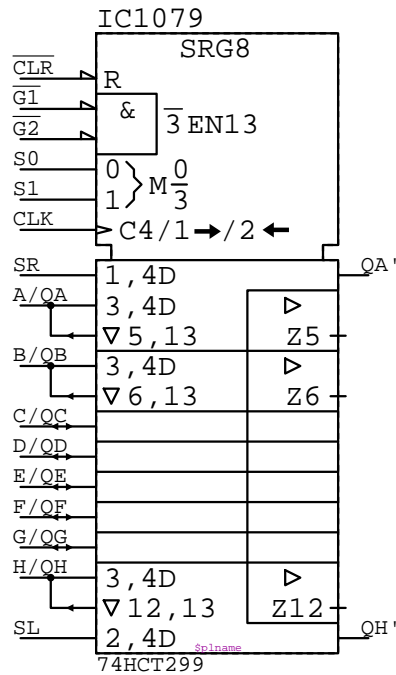 IC1079
SRG8
CLR R
G1 &
3EN13
G2
S0 0
M 0/3
S1 1
CLK C4/1→/2←
SR 1,4D QA'
A/QA 3,4D ▷
▽5,13 Z5
B/QB 3,4D ▷
▽6,13 Z6
C/QC
D/QD
E/QE
F/QF
G/QG
H/QH 3,4D ▷
▽12,13 Z12
SL 2,4D QH'
$plname
74HCT299